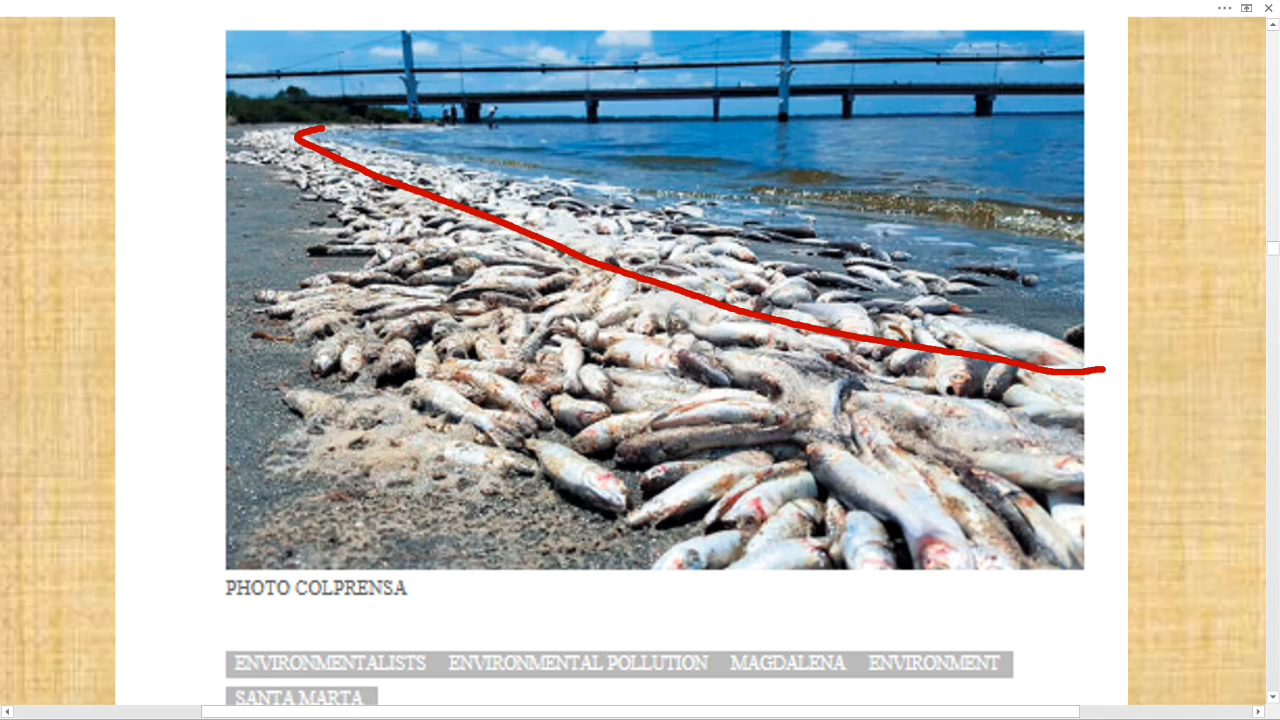 PHOTO COLPRENSA
ENVIRONMENTALISTS ENVIRONMENTAL POLLUTION MAGDALENA ENVIRONMENT
SANTA MARTA